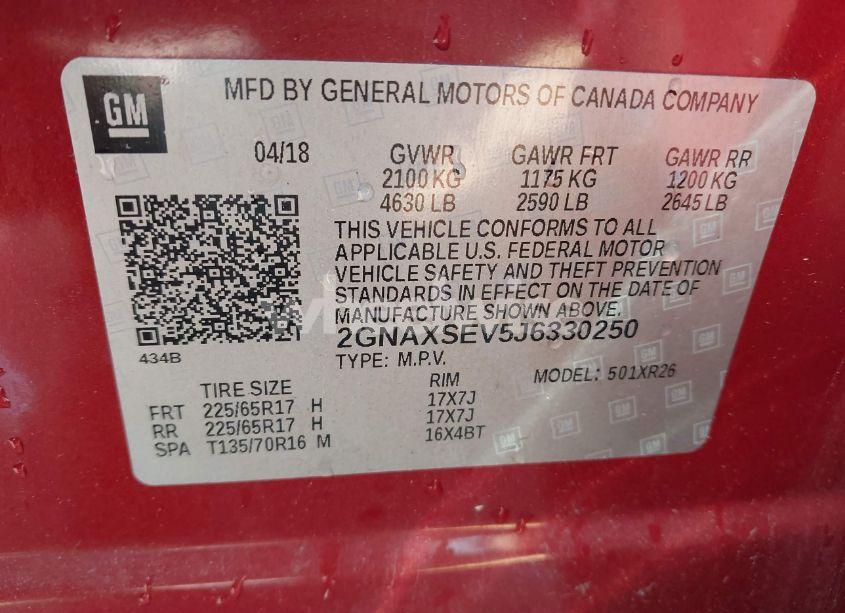 GM
MFD BY GENERAL MOTORS OF CANADA COMPANY
04/18 GVWR GAWR FRT GAWR RR
2100 KG 1175 KG 1200 KG
4630 LB 2590 LB 2645 LB
THIS VEHICLE CONFORMS TO ALL
APPLICABLE U.S. FEDERAL MOTOR
VEHICLE SAFETY AND THEFT PREVENTION
STANDARDS IN EFFECT ON THE DATE OF
MANUFACTURE SHOWN ABOVE.
2GNAXSEV5J6330250
434B
TYPE: M.P.V. MODEL: 501XR26
TIRE SIZE RIM
FRT 225/65R17 H 17X7J
RR 225/65R17 H 17X7J
SPA T135/70R16 M 16X4BT